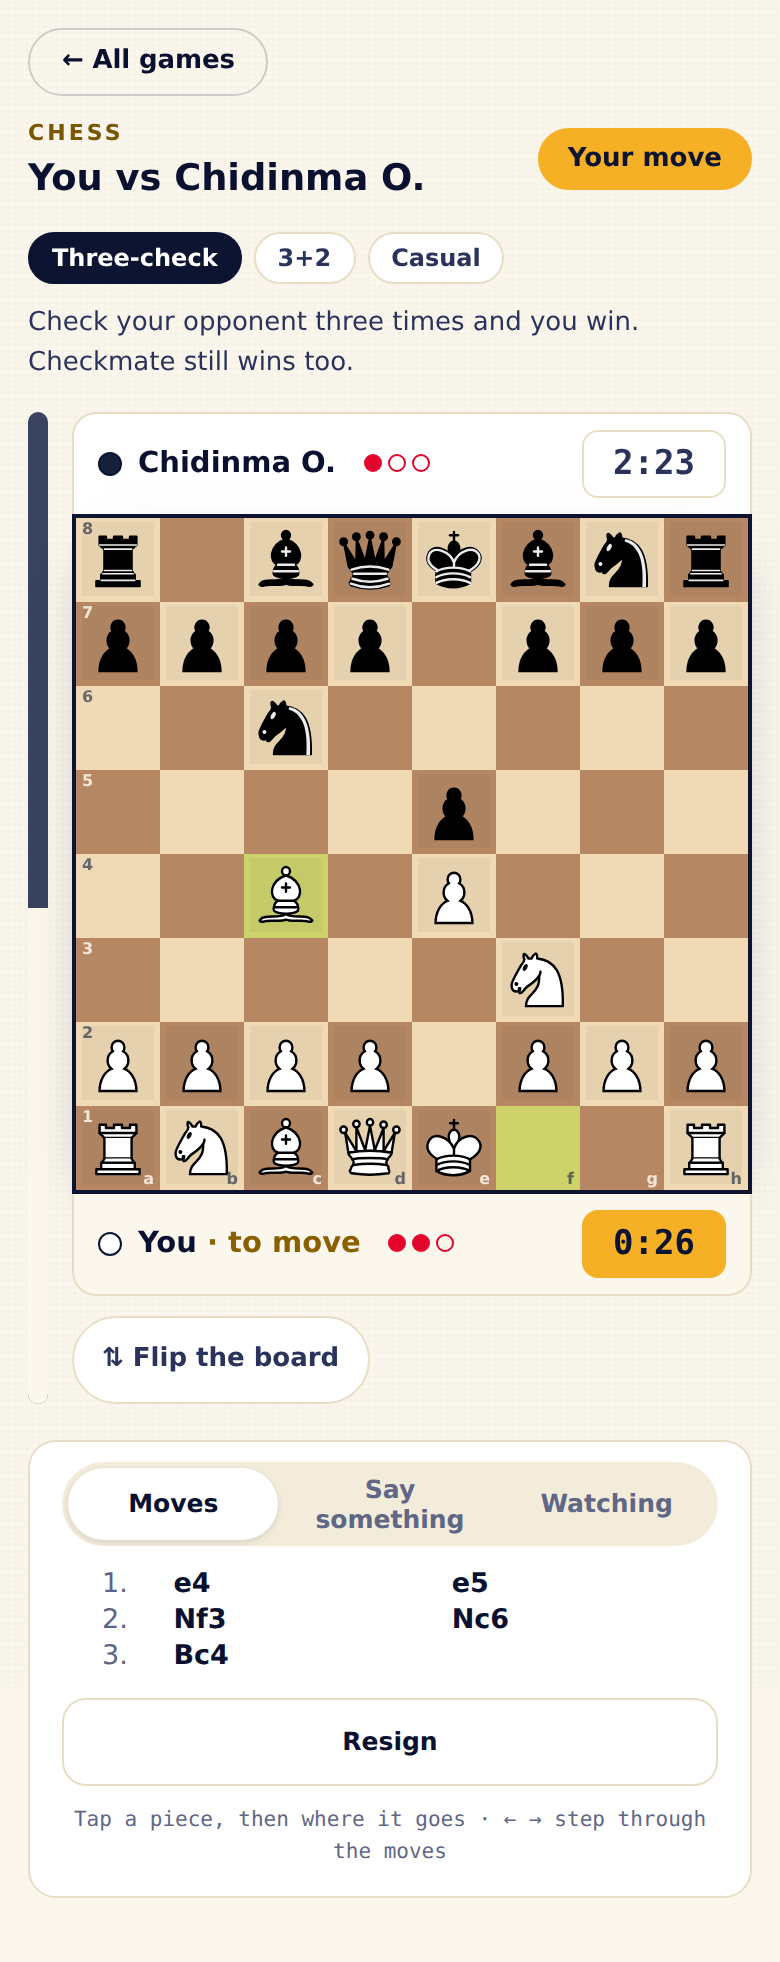 ← All games
CHESS
You vs Chidinma O.
Your move
Three-check
3+2
Casual
Check your opponent three times and you win.
Checkmate still wins too.
Chidinma O.
2:23
8
7
6
5
4
3
2
1
a
b
c
d
e
f
g
h
You · to move
0:26
⇅ Flip the board
Moves
Say
something
Watching
1. e4 e5
2. Nf3 Nc6
3. Bc4
Resign
Tap a piece, then where it goes · ← → step through
the moves